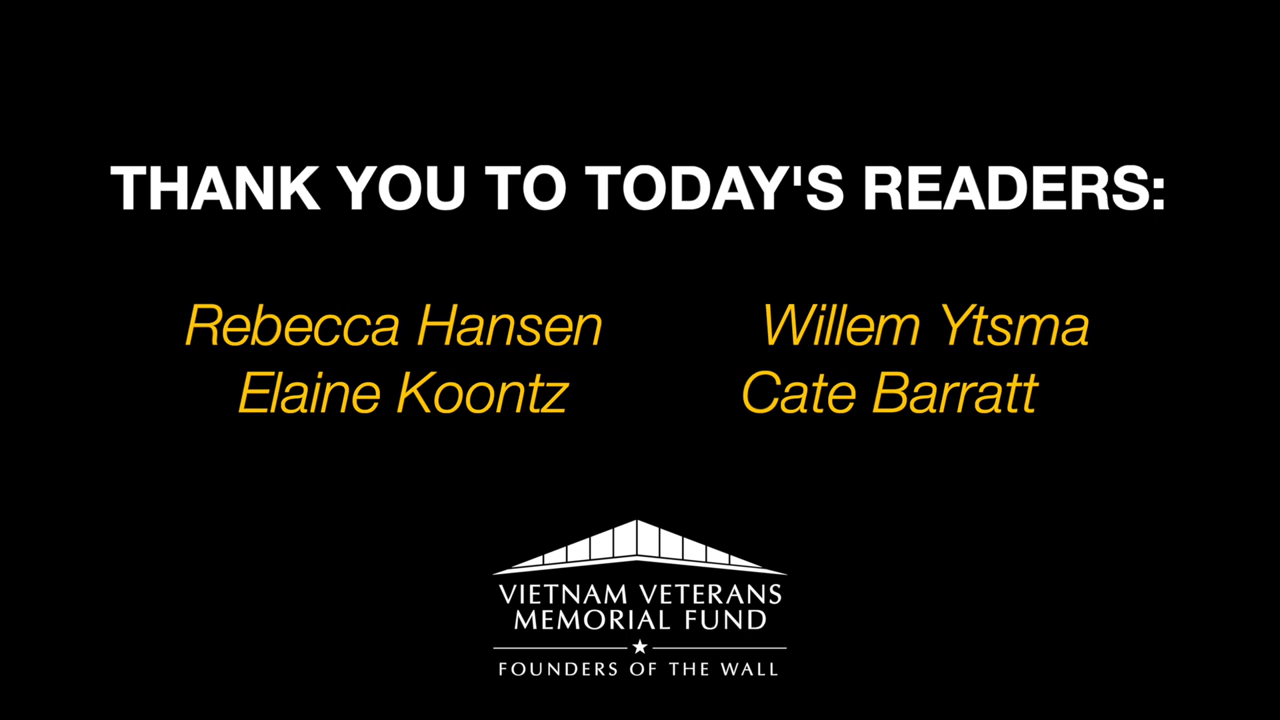 THANK YOU TO TODAY'S READERS:
Rebecca Hansen
Elaine Koontz
Willem Ytsma
Cate Barratt
VIETNAM VETERANS
MEMORIAL FUND
FOUNDERS OF THE WALL